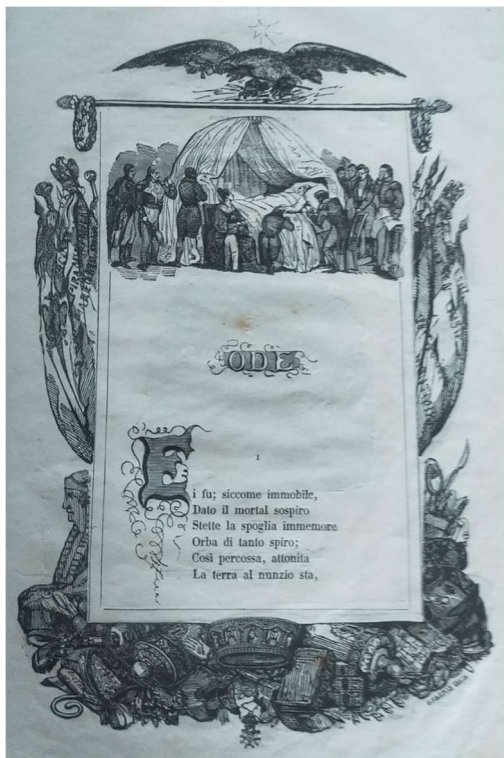 ODE
I
Ei fu; siccome immobile,
Dato il mortal sospiro
Stette la spoglia immemore
Orba di tanto spiro;
Così percossa, attonita
La terra al nunzio sta,